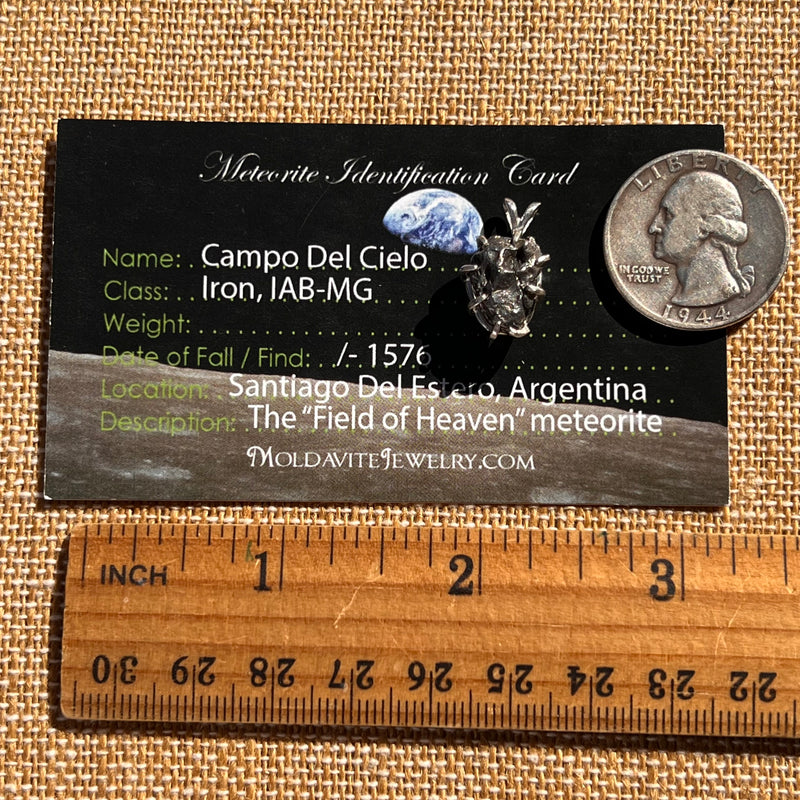 Meteorite Identification Card
Name: Campo Del Cielo
Class: Iron, IAB-MG
Weight:
Date of Fall / Find: /- 1576
Location: Santiago Del Estero, Argentina
Description: The "Field of Heaven" meteorite
MoldaviteJewelry.com
LIBERTY
IN GOD WE
TRUST
1944
INCH 1 2 3
30 29 28 27 26 25 24 23 22